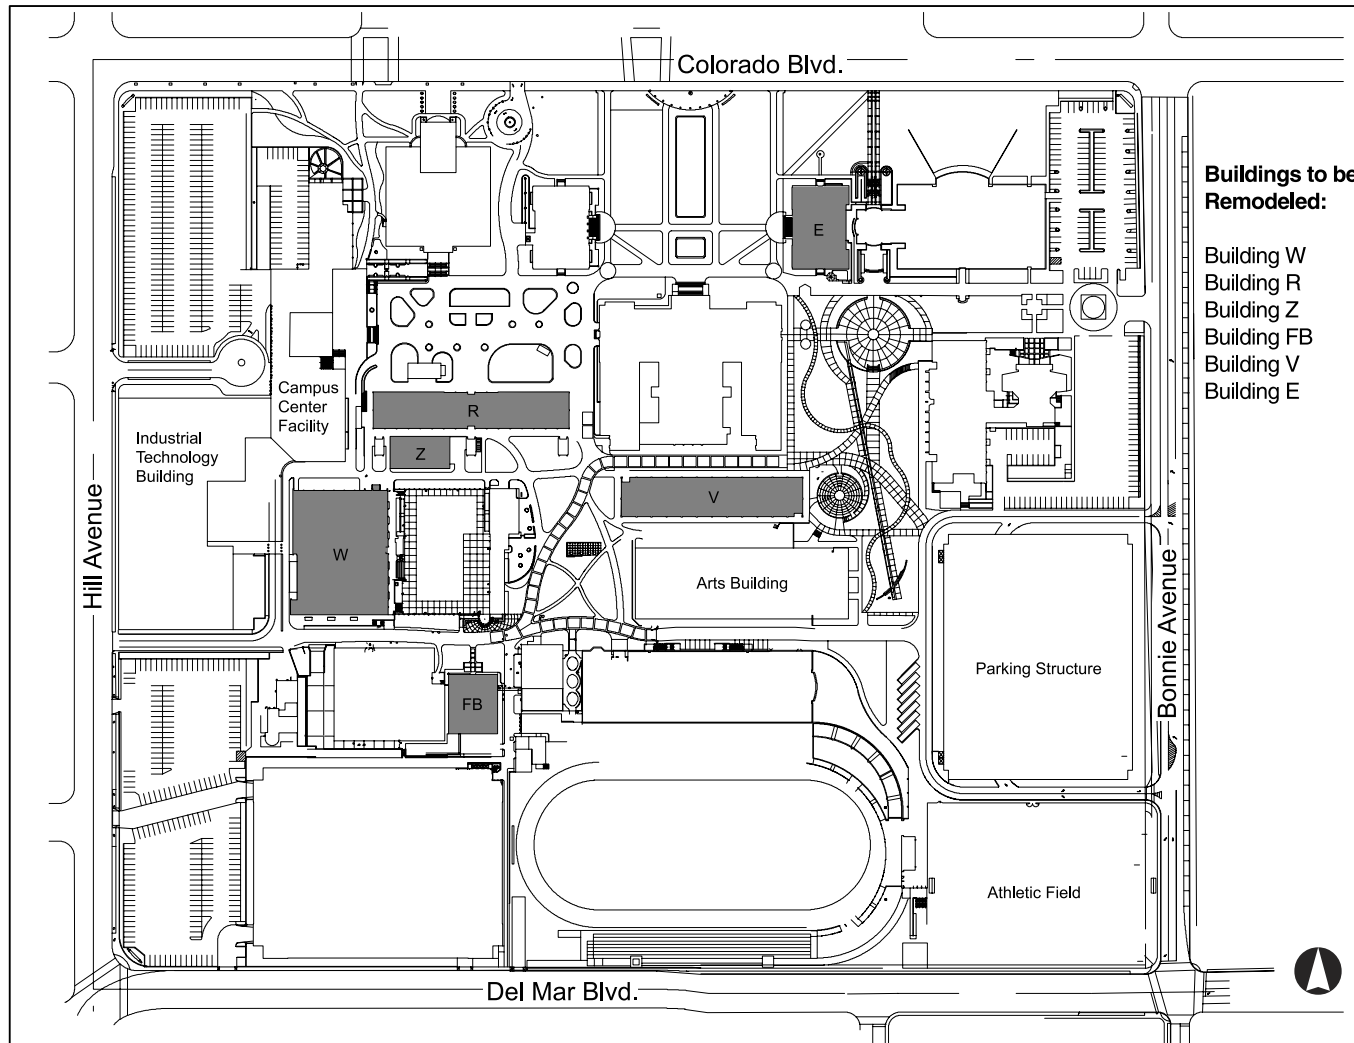 Colorado Blvd.
Buildings to be
Remodeled:
Building W
Building R
Building Z
Building FB
Building V
Building E
E
Campus
Center
Facility
R
Industrial
Technology
Building
Z
V
Hill Avenue
W
Arts Building
Bonnie Avenue
Parking Structure
FB
Athletic Field
Del Mar Blvd.